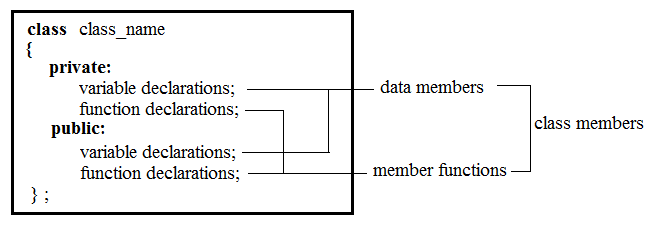 class class_name
{
private:
variable declarations;
function declarations;
public:
variable declarations;
function declarations;
} ;
data members
member functions
class members